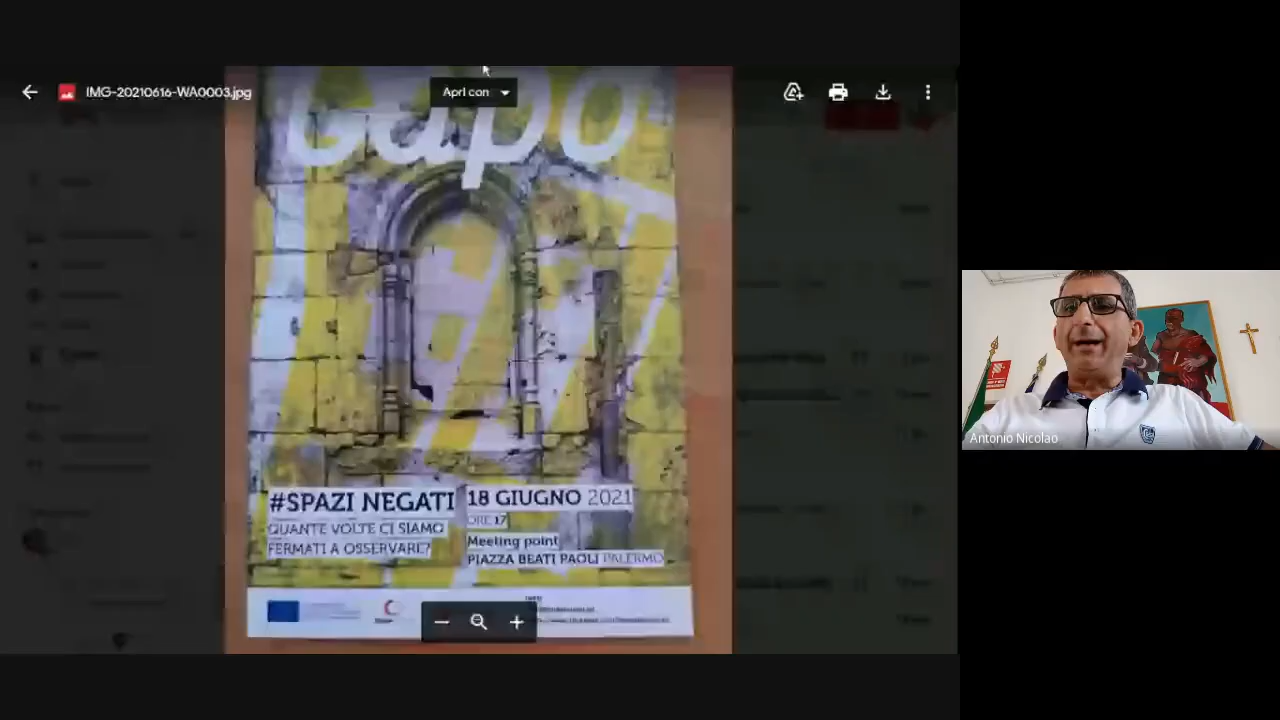 IMG-20210616-WA0003.jpg
Apri con
Capo
#SPAZI NEGATI
QUANTE VOLTE CI SIAMO
FERMATI A OSSERVARE?
18 GIUGNO 2021
ORE 17
Meeting point
PIAZZA BEATI PAOLI PALERMO
Antonio Nicolao